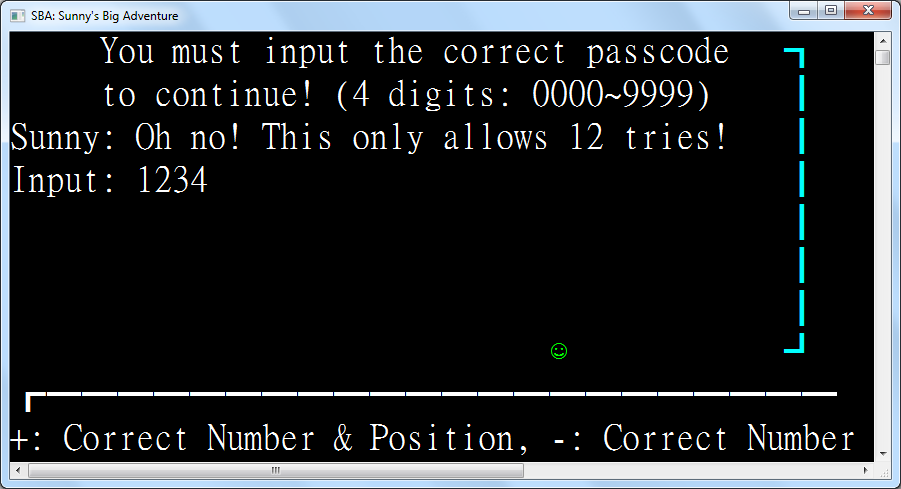 SBA: Sunny's Big Adventure
You must input the correct passcode
to continue! (4 digits: 0000~9999)
Sunny: Oh no! This only allows 12 tries!
Input: 1234
+: Correct Number & Position, -: Correct Number